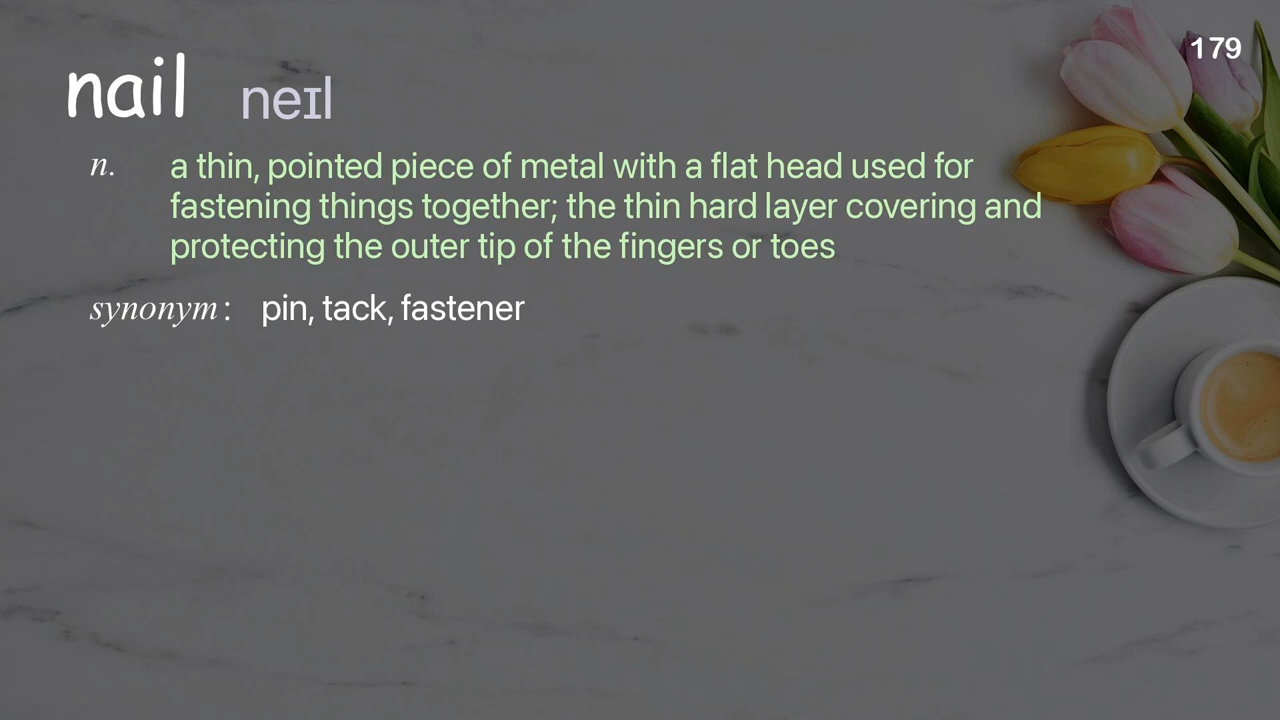 179
nail neɪl
n. a thin, pointed piece of metal with a flat head used for
fastening things together; the thin hard layer covering and
protecting the outer tip of the fingers or toes
synonym: pin, tack, fastener